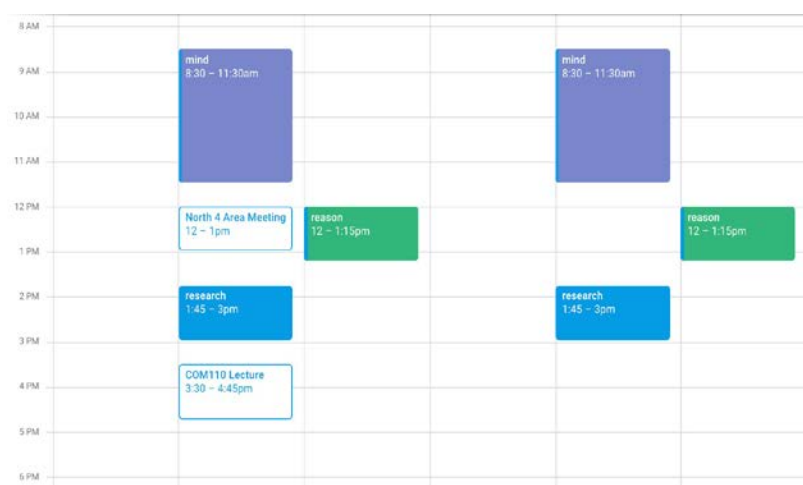 8 AM
9 AM
10 AM
11 AM
12 PM
1 PM
2 PM
3 PM
4 PM
5 PM
6 PM
mind
8:30 – 11:30am
North 4 Area Meeting
12 – 1pm
research
1:45 – 3pm
COM110 Lecture
3:30 – 4:45pm
reason
12 – 1:15pm
mind
8:30 – 11:30am
research
1:45 – 3pm
reason
12 – 1:15pm